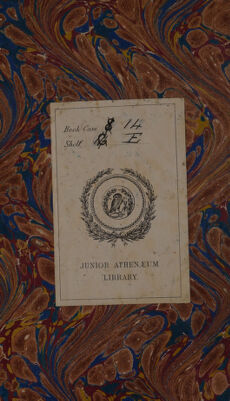 Book Case 14
Shelf E
JUNIOR ATHENÆUM
LIBRARY.